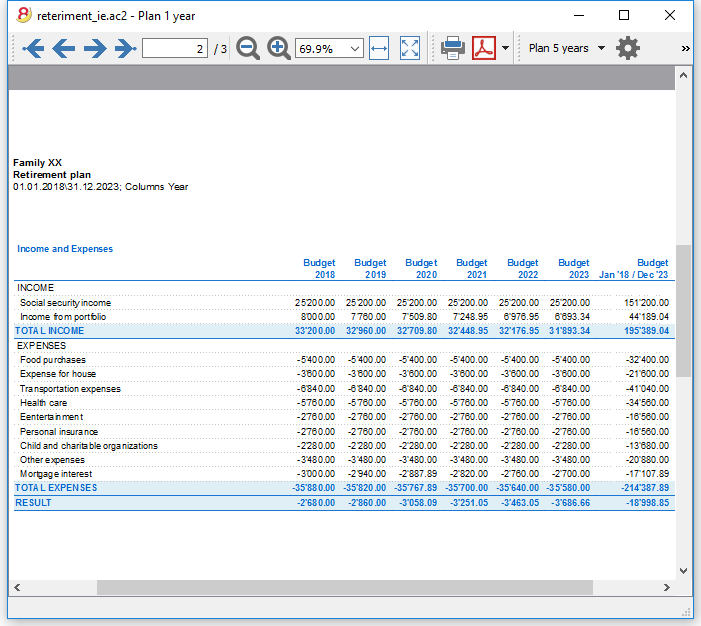 reteriment_ie.ac2 - Plan 1 year
2 / 3 69.9% Plan 5 years »
Family XX
Retirement plan
01.01.2018\31.12.2023; Columns Year
Income and Expenses
Budget Budget Budget Budget Budget Budget Budget
2018 2019 2020 2021 2022 2023 Jan '18 / Dec '23
INCOME
Social security income 25'200.00 25'200.00 25'200.00 25'200.00 25'200.00 25'200.00 151'200.00
Income from portfolio 8'000.00 7'760.00 7'509.80 7'248.95 6'976.95 6'693.34 44'189.04
TOTAL INCOME 33'200.00 32'960.00 32'709.80 32'448.95 32'176.95 31'893.34 195'389.04
EXPENSES
Food purchases -5'400.00 -5'400.00 -5'400.00 -5'400.00 -5'400.00 -5'400.00 -32'400.00
Expense for house -3'600.00 -3'600.00 -3'600.00 -3'600.00 -3'600.00 -3'600.00 -21'600.00
Transportation expenses -6'840.00 -6'840.00 -6'840.00 -6'840.00 -6'840.00 -6'840.00 -41'040.00
Health care -5'760.00 -5'760.00 -5'760.00 -5'760.00 -5'760.00 -5'760.00 -34'560.00
Eentertainment -2'760.00 -2'760.00 -2'760.00 -2'760.00 -2'760.00 -2'760.00 -16'560.00
Personal insurance -2'760.00 -2'760.00 -2'760.00 -2'760.00 -2'760.00 -2'760.00 -16'560.00
Child and charitable organizations -2'280.00 -2'280.00 -2'280.00 -2'280.00 -2'280.00 -2'280.00 -13'680.00
Other expenses -3'480.00 -3'480.00 -3'480.00 -3'480.00 -3'480.00 -3'480.00 -20'880.00
Mortgage interest -3'000.00 -2'940.00 -2'887.89 -2'820.00 -2'760.00 -2'700.00 -17'107.89
TOTAL EXPENSES -35'880.00 -35'820.00 -35'767.89 -35'700.00 -35'640.00 -35'580.00 -214'387.89
RESULT -2'680.00 -2'860.00 -3'058.09 -3'251.05 -3'463.05 -3'686.66 -18'998.85